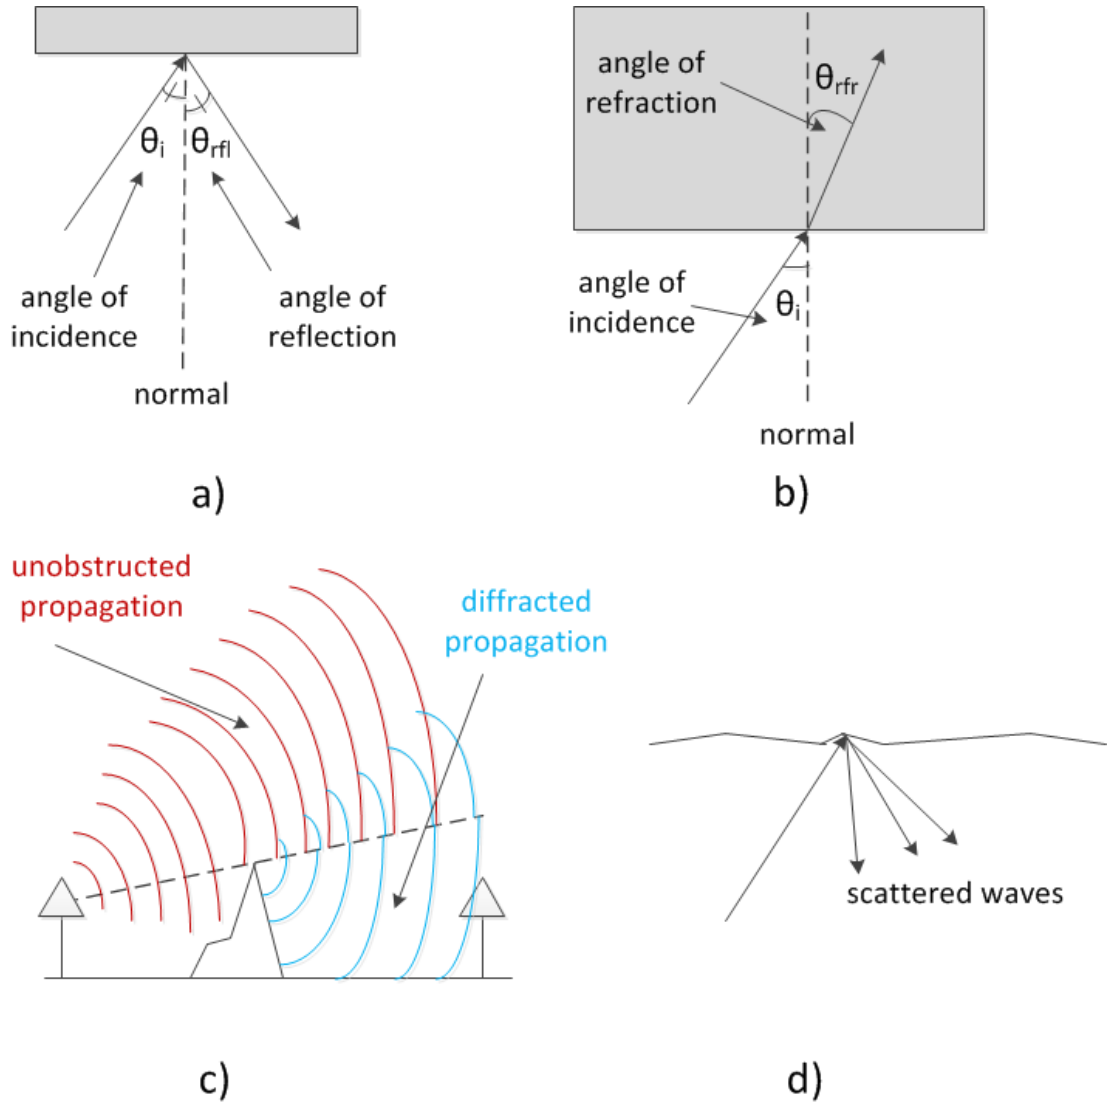 θi
θrfl
angle of
incidence
angle of
reflection
normal
a)
angle of
refraction
θrfr
angle of
incidence
θi
normal
b)
unobstructed
propagation
diffracted
propagation
c)
scattered waves
d)